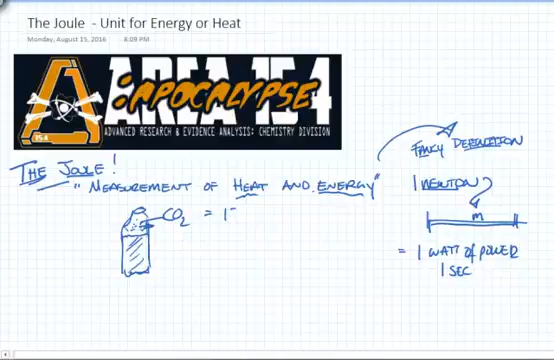 The Joule - Unit for Energy or Heat
Monday, August 15, 2016 8:09 PM
AREA 154
:APOCALYPSE
ADVANCED RESEARCH & EVIDENCE ANALYSIS: CHEMISTRY DIVISION
154
THE JOULE!
"MEASUREMENT OF HEAT AND ENERGY"
CO2 = 1
FANCY DEFINATION
1 NEWTON
m
= 1 WATT of POWER
1 SEC